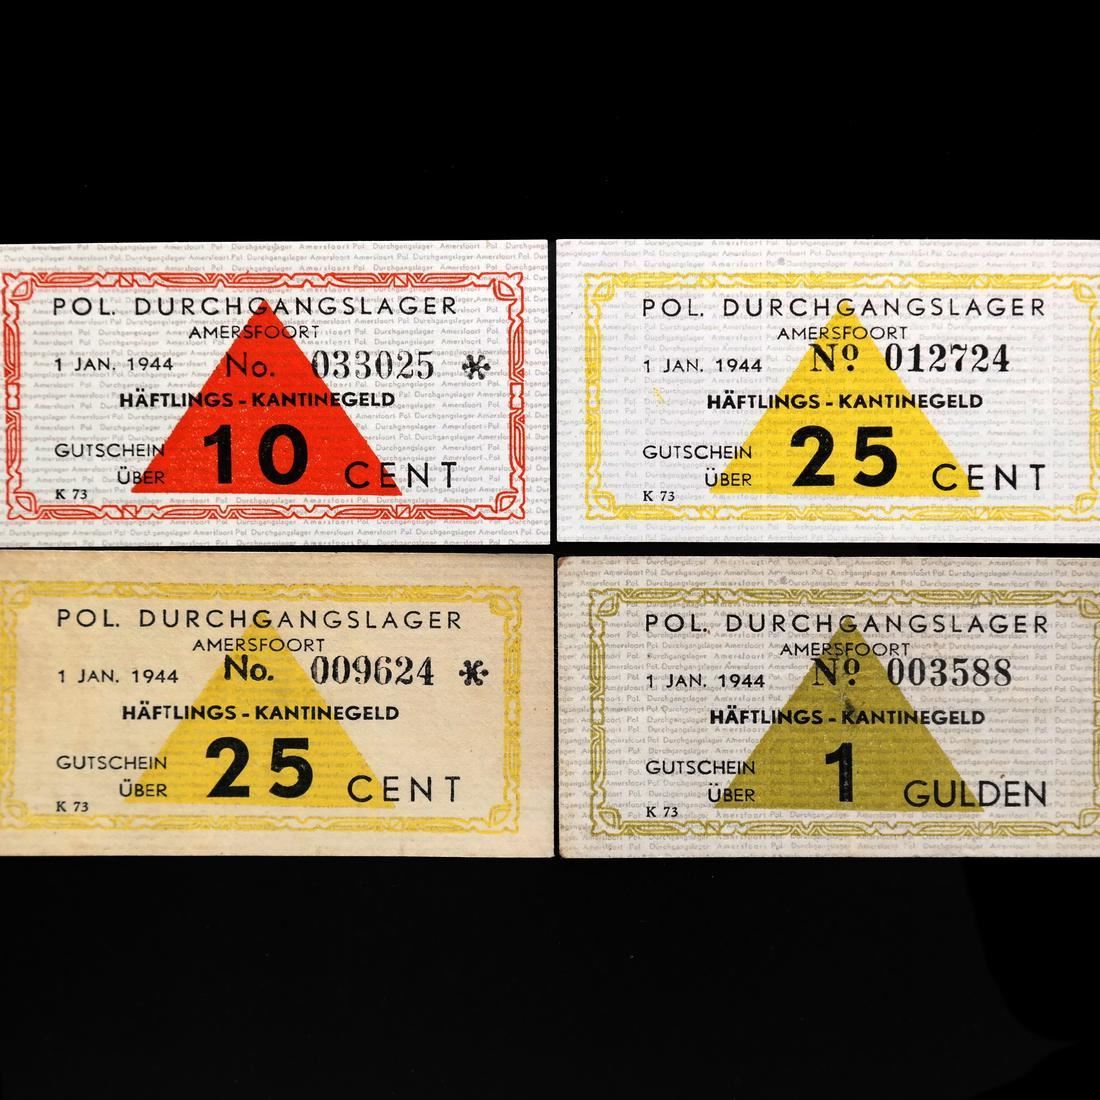 POL. DURCHGANGSLAGER
AMERSFOORT
1 JAN. 1944 No. 033025 *
HÄFTLINGS - KANTINEGELD
GUTSCHEIN
ÜBER 10 CENT
K 73
POL. DURCHGANGSLAGER
AMERSFOORT
1 JAN. 1944 Nº. 012724
HÄFTLINGS - KANTINEGELD
GUTSCHEIN
ÜBER 25 CENT
K 73
POL. DURCHGANGSLAGER
AMERSFOORT
1 JAN. 1944 No. 009624 *
HÄFTLINGS - KANTINEGELD
GUTSCHEIN
ÜBER 25 CENT
K 73
POL. DURCHGANGSLAGER
AMERSFOORT
1 JAN. 1944 Nº. 003588
HÄFTLINGS - KANTINEGELD
GUTSCHEIN
ÜBER 1 GULDEN
K 73